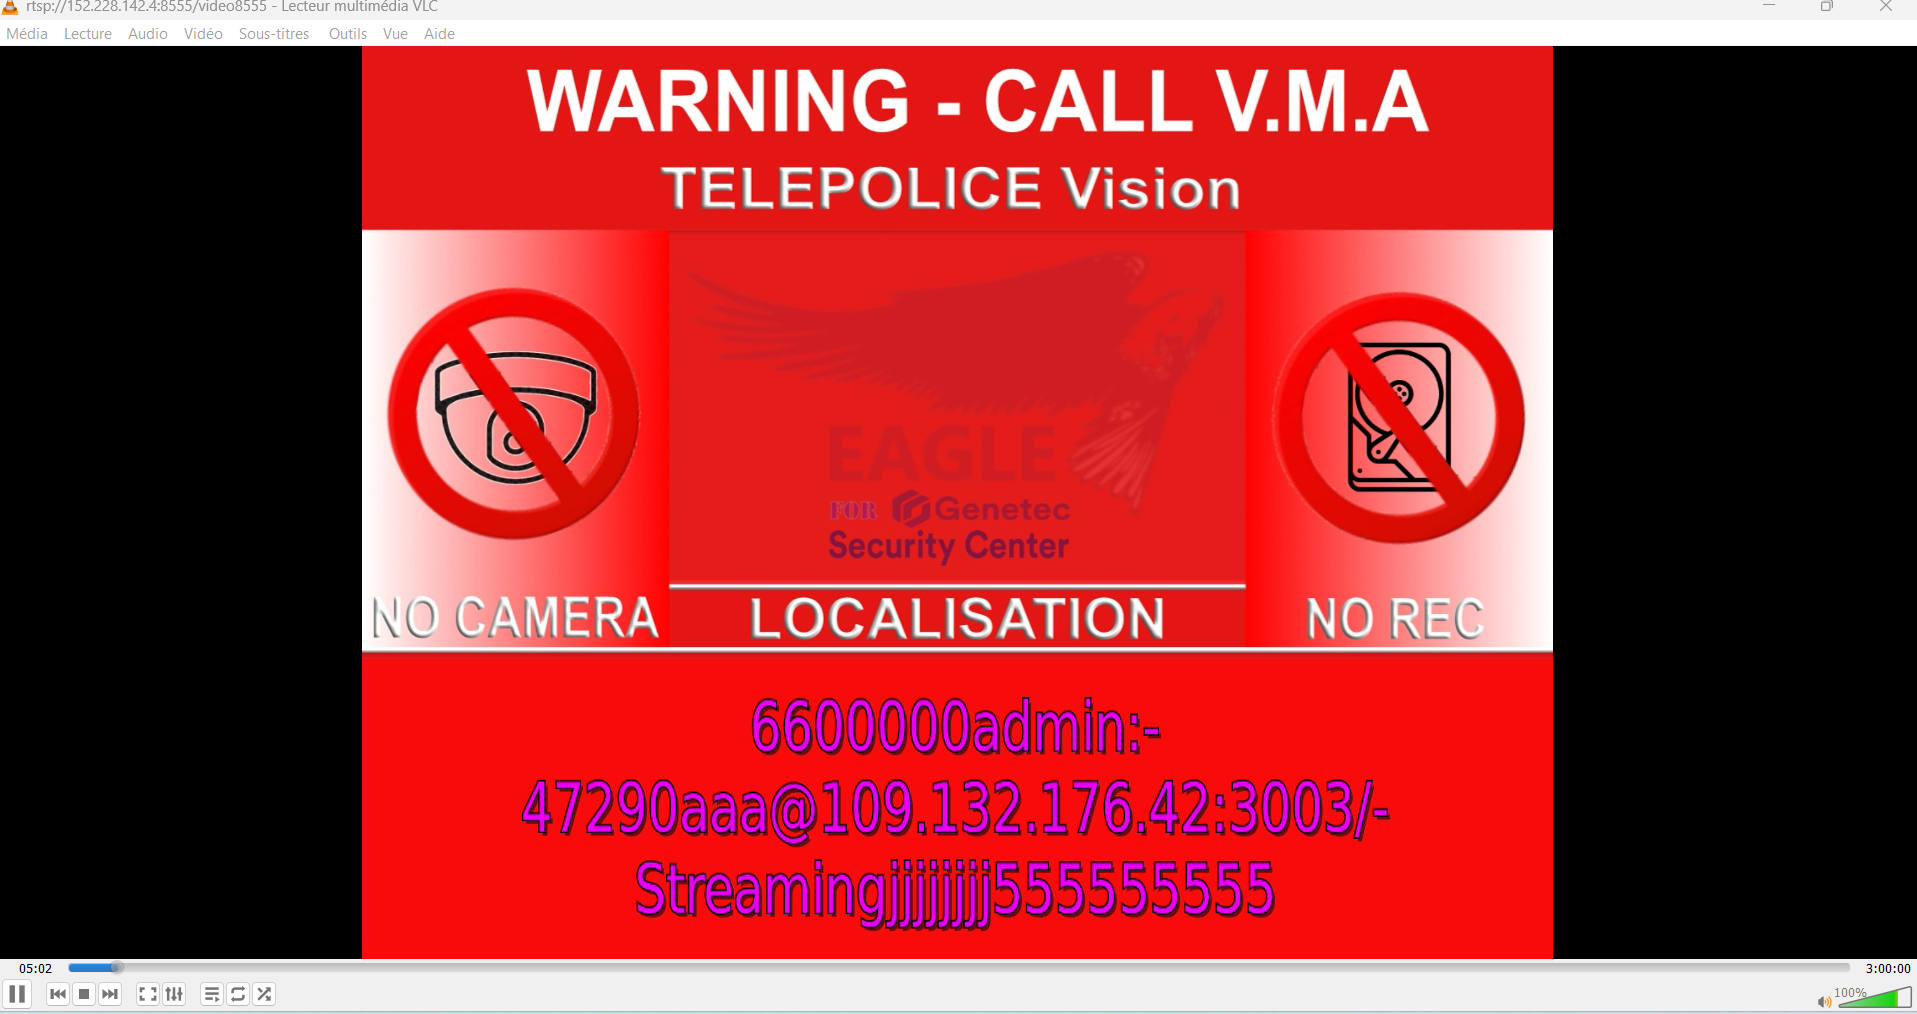 rtsp://152.228.142.4:8555/video8555 - Lecteur multimédia VLC
Média Lecture Audio Vidéo Sous-titres Outils Vue Aide
WARNING - CALL V.M.A
TELEPOLICE Vision
EAGLE
FOR Genetec
Security Center
NO CAMERA
LOCALISATION
NO REC
6600000admin:-
47290aaa@109.132.176.42:3003/-
Streamingjjjjjjjjj555555555
05:02
3:00:00
100%